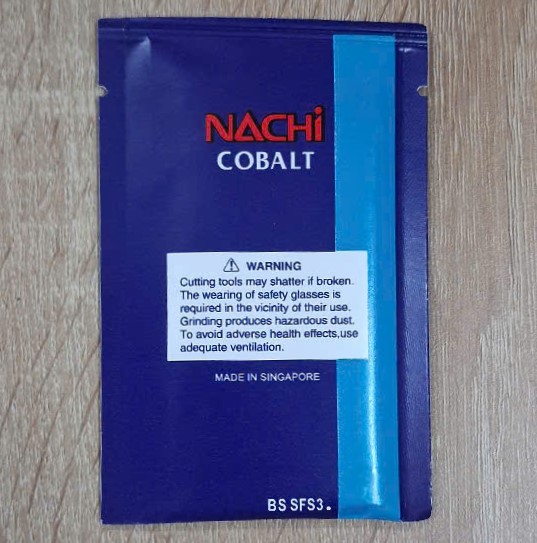 NACHi
COBALT
⚠ WARNING
Cutting tools may shatter if broken.
The wearing of safety glasses is
required in the vicinity of their use.
Grinding produces hazardous dust.
To avoid adverse health effects,use
adequate ventilation.
MADE IN SINGAPORE
BS SFS3.